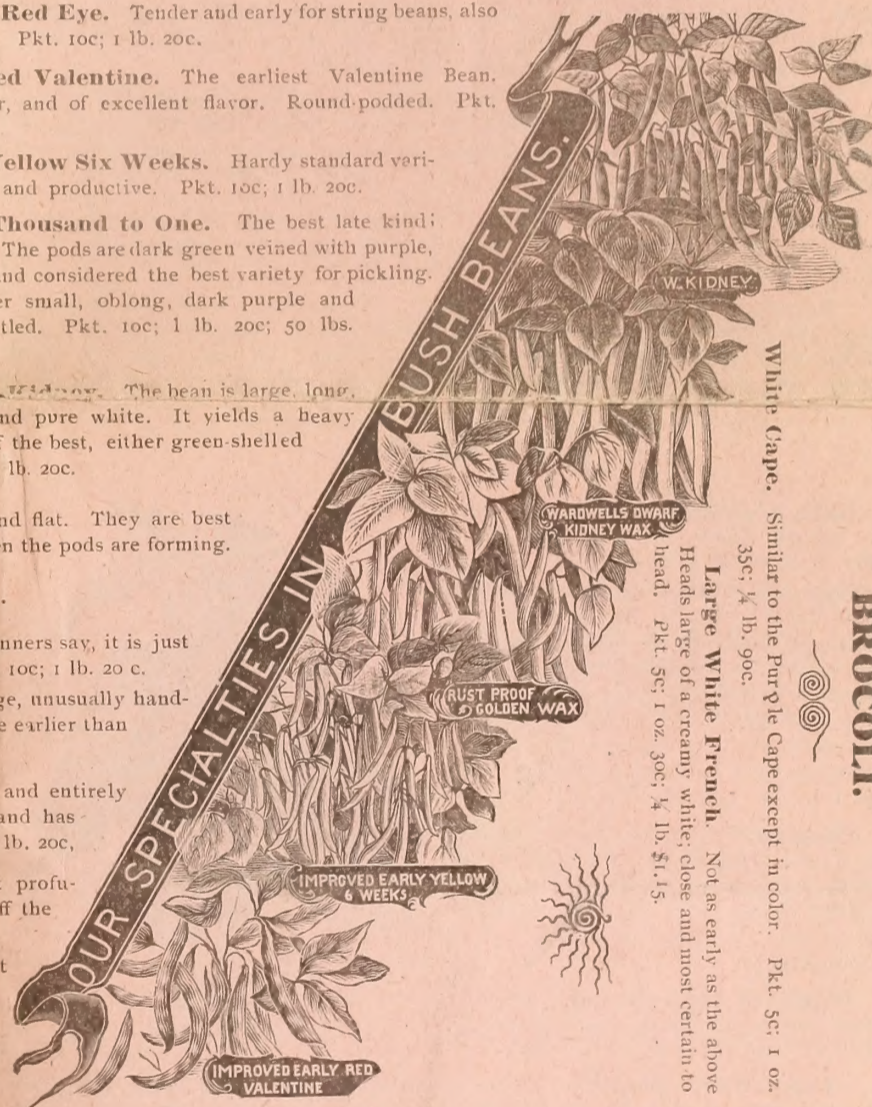 Red Eye. Tender and early for string beans, also
Pkt. 10c; 1 lb. 20c.
ed Valentine. The earliest Valentine Bean.
r, and of excellent flavor. Round-podded. Pkt.
Yellow Six Weeks. Hardy standard vari-
and productive. Pkt. 10c; 1 lb. 20c.
Thousand to One. The best late kind;
The pods are dark green veined with purple,
and considered the best variety for pickling.
er small, oblong, dark purple and
tled. Pkt. 10c; 1 lb. 20c; 50 lbs.
The bean is large, long,
nd pure white. It yields a heavy
f the best, either green-shelled
lb. 20c.
nd flat. They are best
n the pods are forming.
nners say, it is just
10c; 1 lb. 20 c.
ge, unusually hand-
e earlier than
and entirely
and has
lb. 20c,
profu-
ff the
t
OUR SPECIALTIES IN BUSH BEANS.
W. KIDNEY
WARDWELLS DWARF
KIDNEY WAX
RUST PROOF
GOLDEN WAX
IMPROVED EARLY YELLOW
6 WEEKS
IMPROVED EARLY RED
VALENTINE
BROCOLI.
White Cape. Similar to the Purple Cape except in color. Pkt. 5c; 1 oz.
35c; ¼ lb. 90c.
Large White French. Not as early as the above
Heads large of a creamy white; close and most certain to
head. Pkt. 5c; 1 oz. 30c; ¼ lb. $1.15.